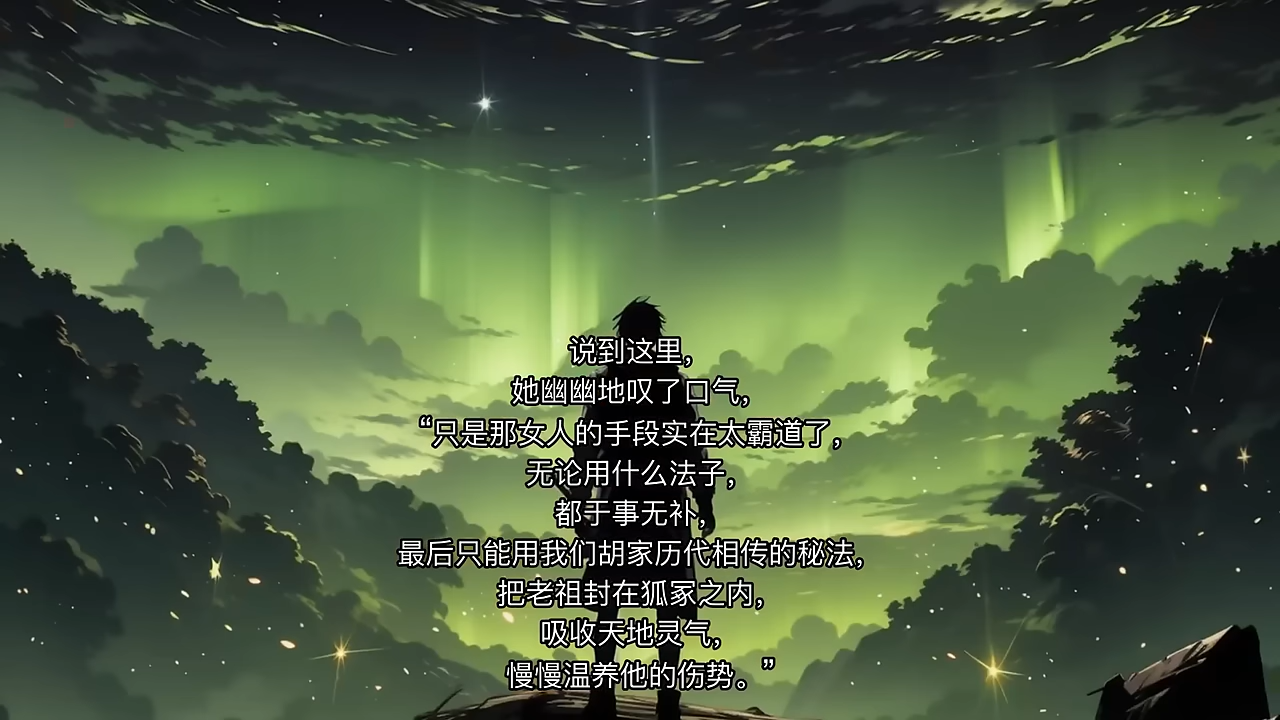 说到这里，
她幽幽地叹了口气，
“只是那女人的手段实在太霸道了，
无论用什么法子，
都于事无补，
最后只能用我们胡家历代相传的秘法，
把老祖封在狐冢之内，
吸收天地灵气，
慢慢温养他的伤势。”